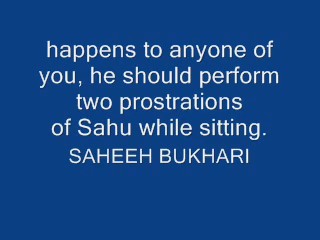 happens to anyone of
you, he should perform
two prostrations
of Sahu while sitting.
SAHEEH BUKHARI